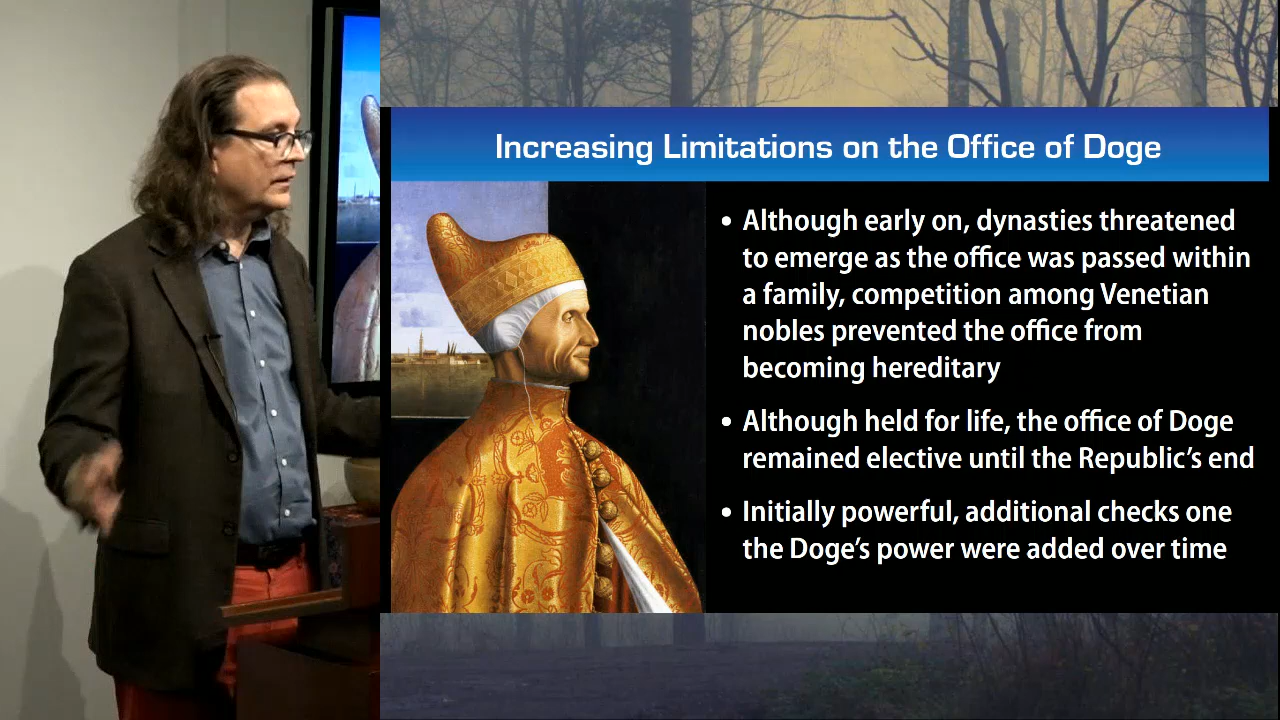 Increasing Limitations on the Office of Doge
• Although early on, dynasties threatened
to emerge as the office was passed within
a family, competition among Venetian
nobles prevented the office from
becoming hereditary
• Although held for life, the office of Doge
remained elective until the Republic's end
• Initially powerful, additional checks one
the Doge's power were added over time